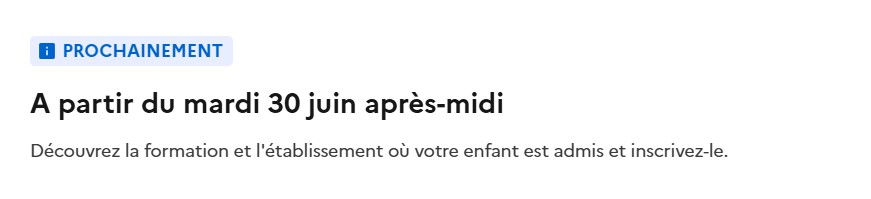 PROCHAINEMENT
A partir du mardi 30 juin après-midi
Découvrez la formation et l'établissement où votre enfant est admis et inscrivez-le.